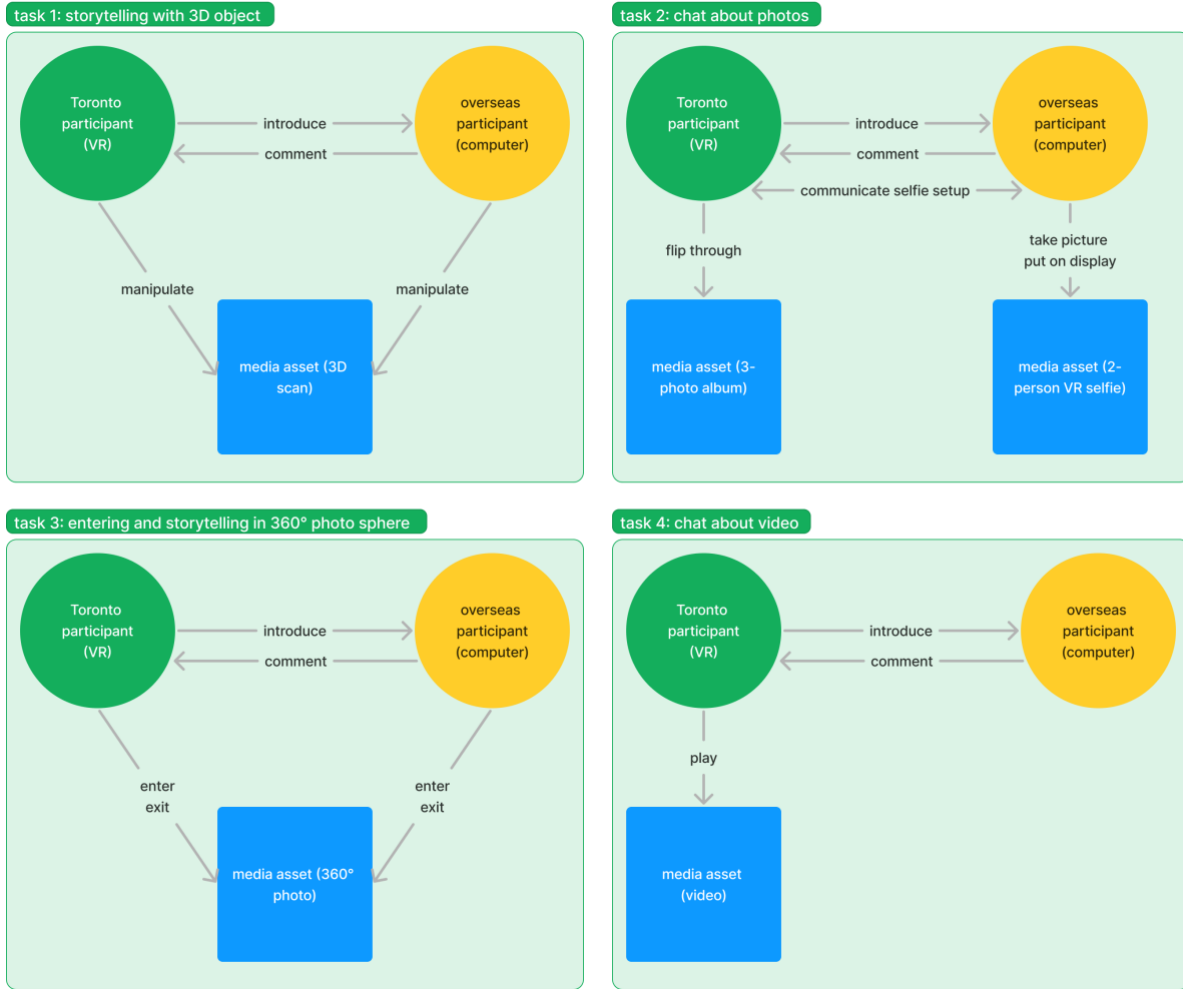 task 1: storytelling with 3D object
Toronto
participant
(VR)
introduce
comment
overseas
participant
(computer)
manipulate
manipulate
media asset (3D
scan)
task 2: chat about photos
Toronto
participant
(VR)
introduce
comment
communicate selfie setup
overseas
participant
(computer)
flip through
take picture
put on display
media asset (3-
photo album)
media asset (2-
person VR selfie)
task 3: entering and storytelling in 360° photo sphere
Toronto
participant
(VR)
introduce
comment
overseas
participant
(computer)
enter
exit
enter
exit
media asset (360°
photo)
task 4: chat about video
Toronto
participant
(VR)
introduce
comment
overseas
participant
(computer)
play
media asset
(video)